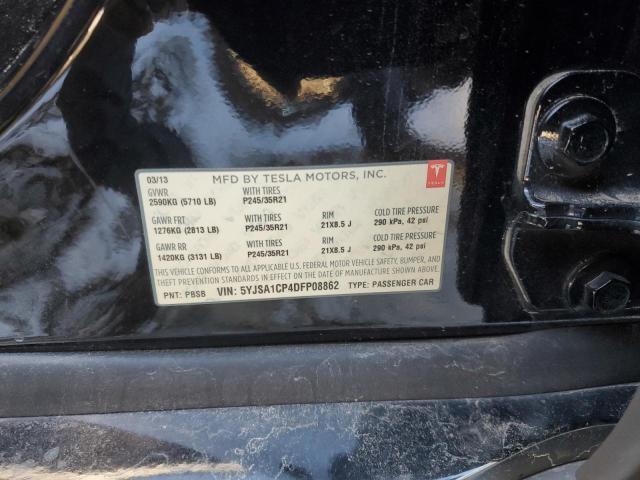 03/13 MFD BY TESLA MOTORS, INC.
GVWR WITH TIRES
2590KG (5710 LB) P245/35R21
GAWR FRT WITH TIRES RIM COLD TIRE PRESSURE
1276KG (2813 LB) P245/35R21 21X8.5 J 290 kPa, 42 psi
GAWR RR WITH TIRES RIM COLD TIRE PRESSURE
1420KG (3131 LB) P245/35R21 21X8.5 J 290 kPa, 42 psi
THIS VEHICLE CONFORMS TO ALL APPLICABLE U.S.A. FEDERAL MOTOR VEHICLE SAFETY, BUMPER, AND
THEFT PREVENTION STANDARDS IN EFFECT ON THE DATE OF MANUFACTURE SHOWN ABOVE.
PNT: PBSB VIN: 5YJSA1CP4DFP08862 TYPE: PASSENGER CAR